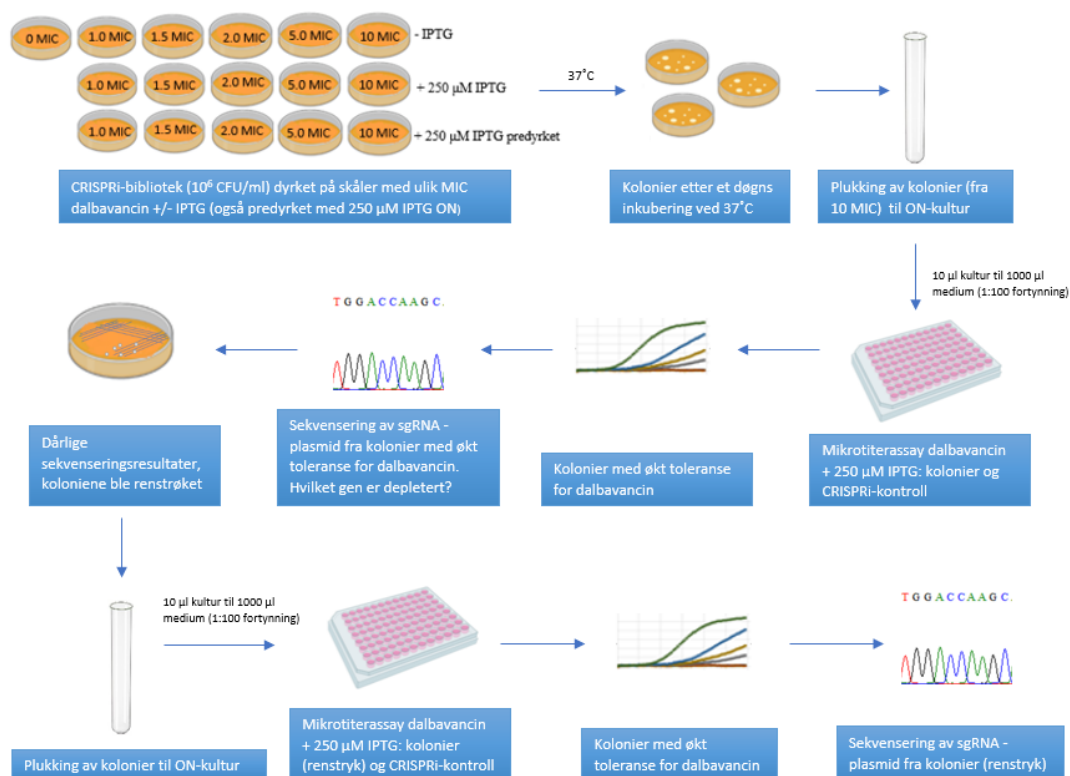 0 MIC 1.0 MIC 1.5 MIC 2.0 MIC 5.0 MIC 10 MIC - IPTG
1.0 MIC 1.5 MIC 2.0 MIC 5.0 MIC 10 MIC + 250 µM IPTG
1.0 MIC 1.5 MIC 2.0 MIC 5.0 MIC 10 MIC + 250 µM IPTG predyrket
37°C
CRISPRi-bibliotek (10⁶ CFU/ml) dyrket på skåler med ulik MIC
dalbavancin +/- IPTG (også predyrket med 250 µM IPTG ON)
Kolonier etter et døgns
inkubering ved 37°C
Plukking av kolonier (fra
10 MIC) til ON-kultur
10 µl kultur til 1000 µl
medium (1:100 fortynning)
Mikrotiterassay dalbavancin
+ 250 µM IPTG: kolonier og
CRISPRi-kontroll
Kolonier med økt toleranse
for dalbavancin
TGGACCAAGC.
Sekvensering av sgRNA -
plasmid fra kolonier med økt
toleranse for dalbavancin.
Hvilket gen er depletert?
Dårlige
sekvenseringsresultater,
koloniene ble renstrøket
Plukking av kolonier til ON-kultur
10 µl kultur til 1000 µl
medium (1:100 fortynning)
Mikrotiterassay dalbavancin
+ 250 µM IPTG: kolonier
(renstryk) og CRISPRi-kontroll
Kolonier med økt
toleranse for dalbavancin
TGGACCAAGC.
Sekvensering av sgRNA -
plasmid fra kolonier (renstryk)